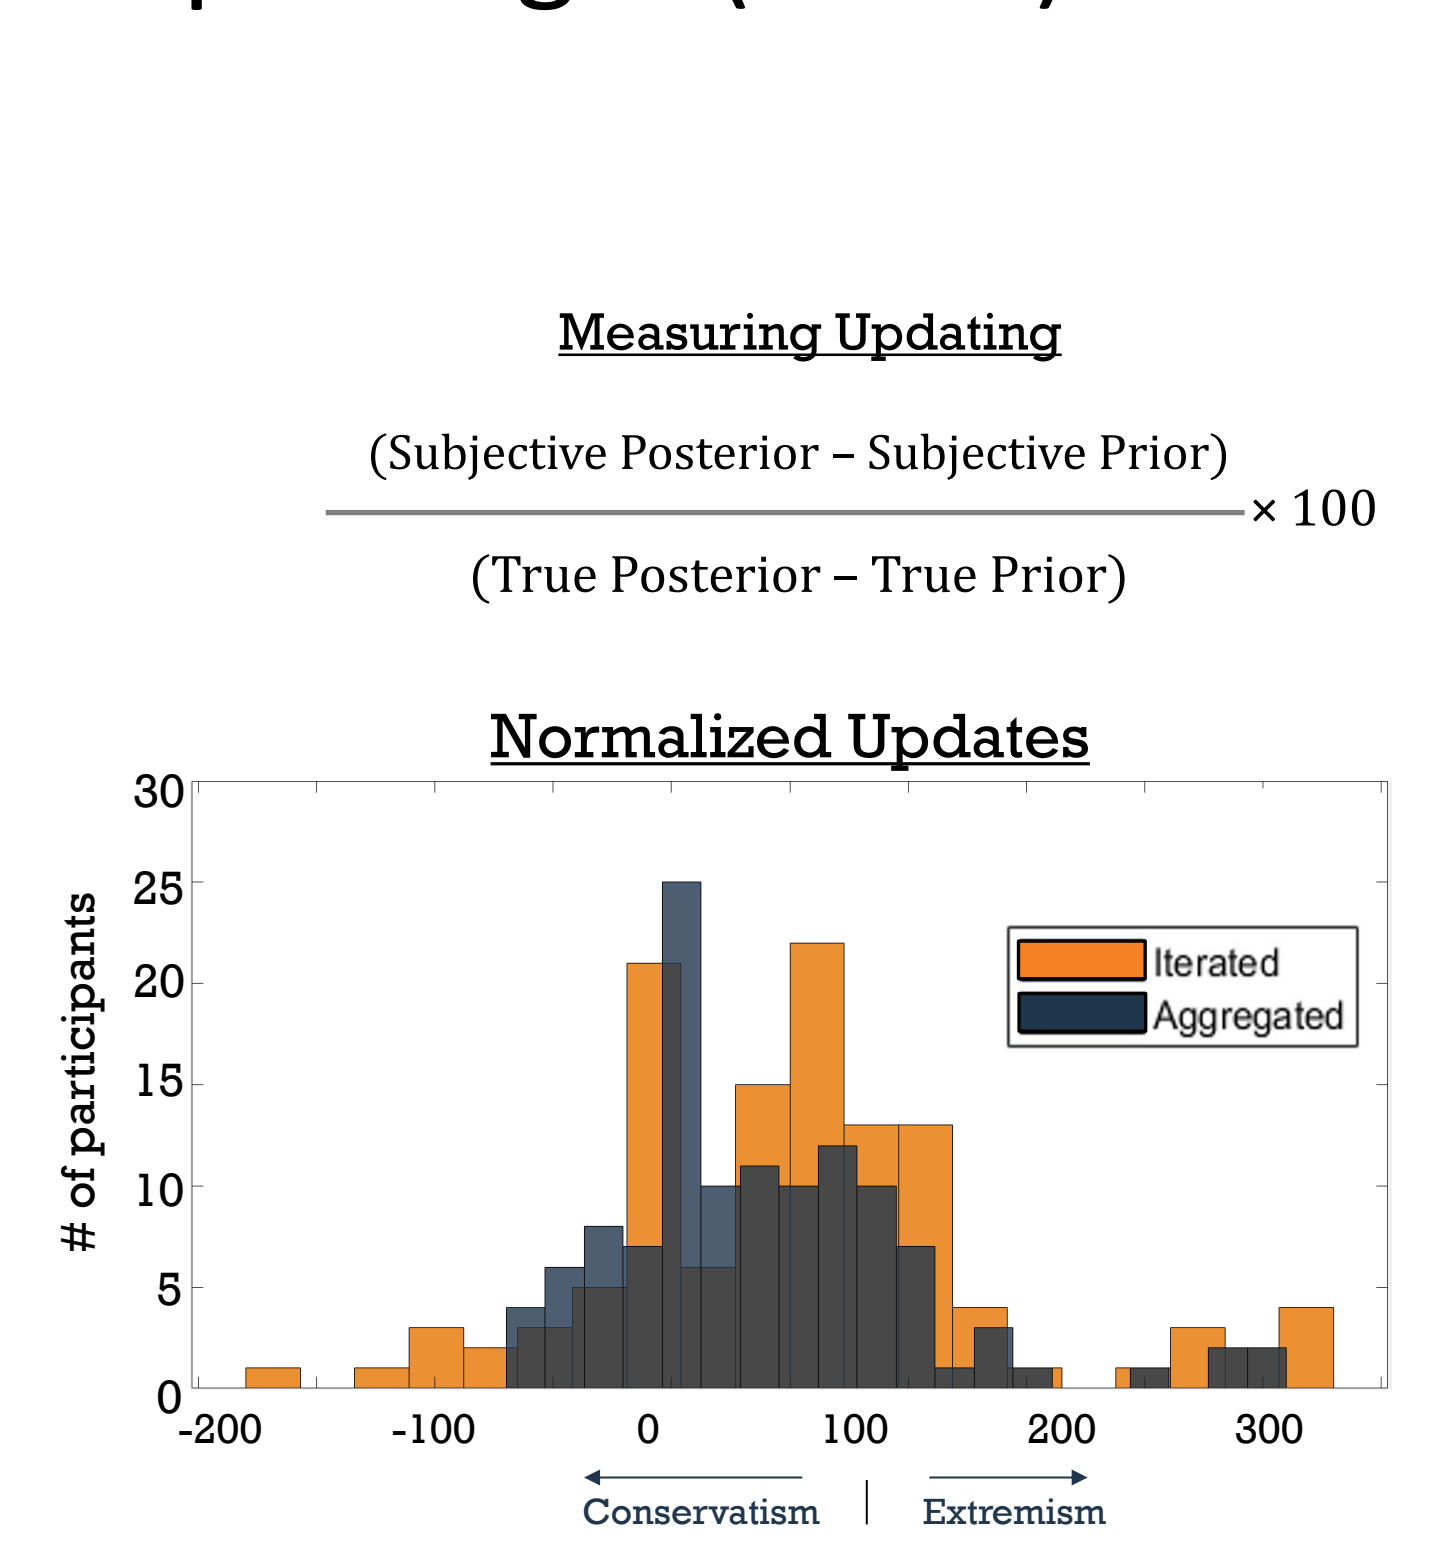 Measuring Updating
(Subjective Posterior – Subjective Prior)
× 100
(True Posterior – True Prior)
Normalized Updates
30
25
20
15
10
5
0
# of participants
Iterated
Aggregated
-200 -100 0 100 200 300
Conservatism | Extremism